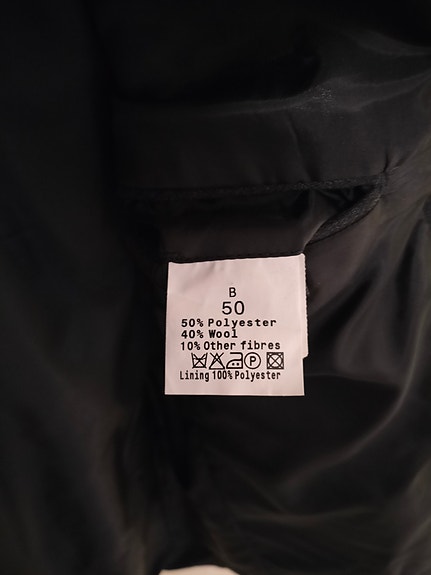 B
50
50% Polyester
40% Wool
10% Other fibres
P
Lining 100% Polyester